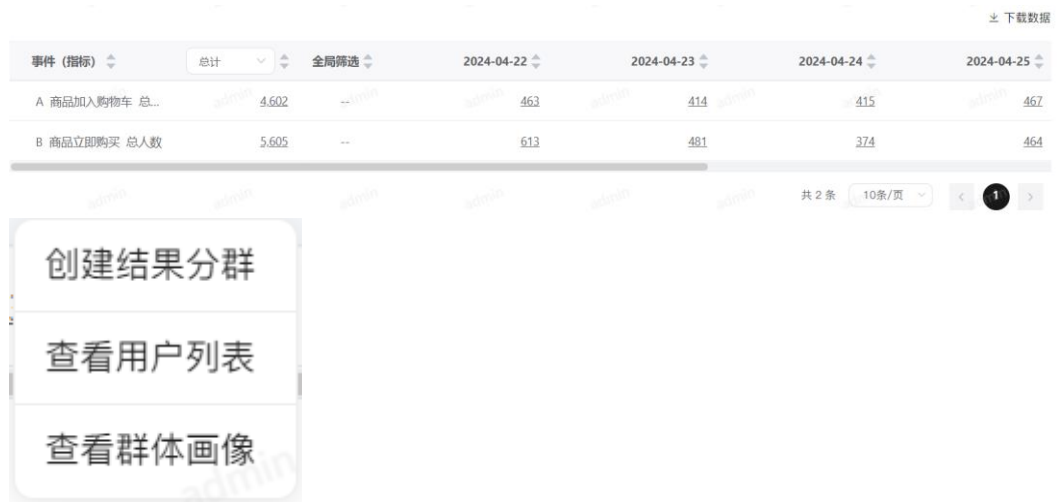 下载数据
事件（指标） 总计 全局筛选 2024-04-22 2024-04-23 2024-04-24 2024-04-25
A 商品加入购物车 总... 4,602 -- 463 414 415 467
B 商品立即购买 总人数 5,605 -- 613 481 374 464
共 2 条 10条/页 < 1 >
创建结果分群
查看用户列表
查看群体画像
admin